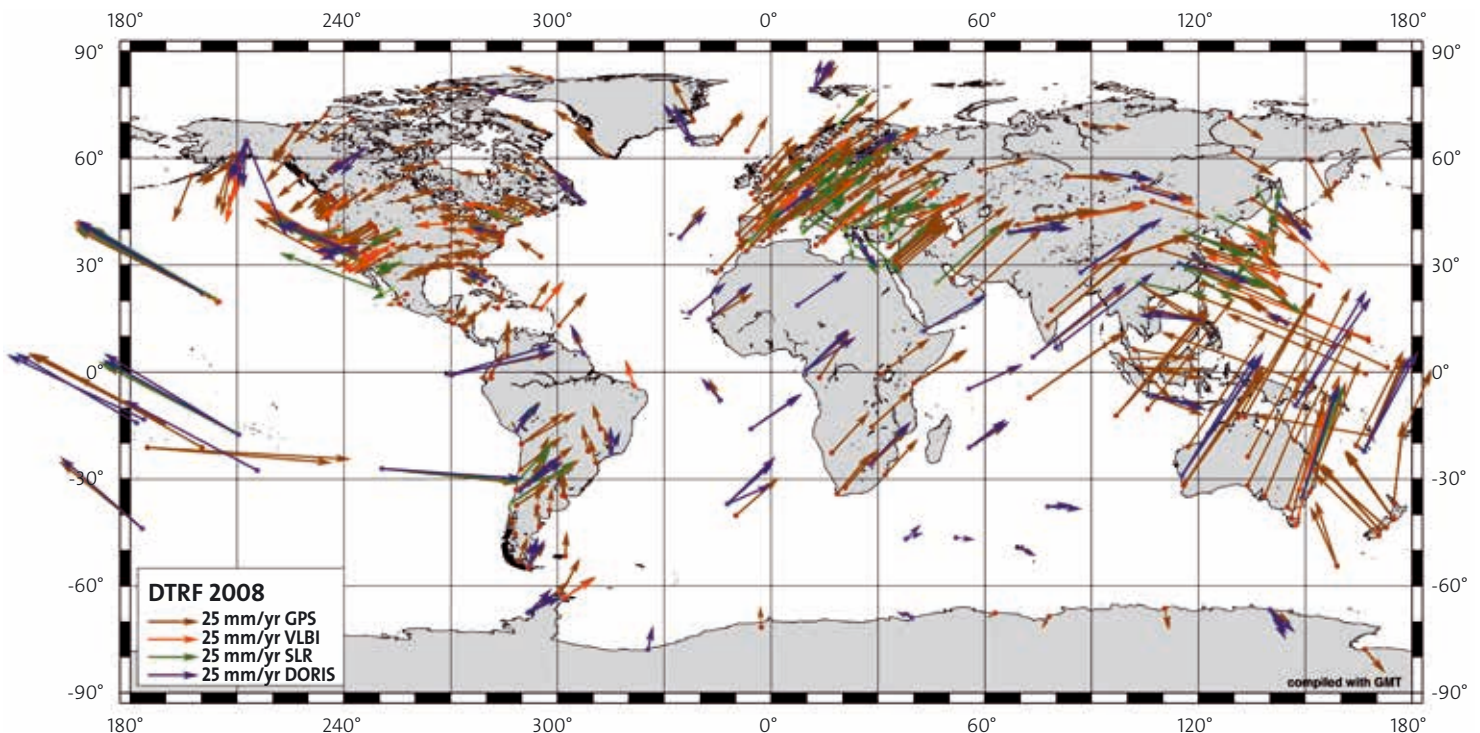 180° 240° 300° 0° 60° 120° 180°
90° 90°
60° 60°
30° 30°
0° 0°
-30° -30°
-60° -60°
DTRF 2008
25 mm/yr GPS
25 mm/yr VLBI
25 mm/yr SLR
25 mm/yr DORIS
compiled with GMT
-90° -90°
180° 240° 300° 0° 60° 120° 180°